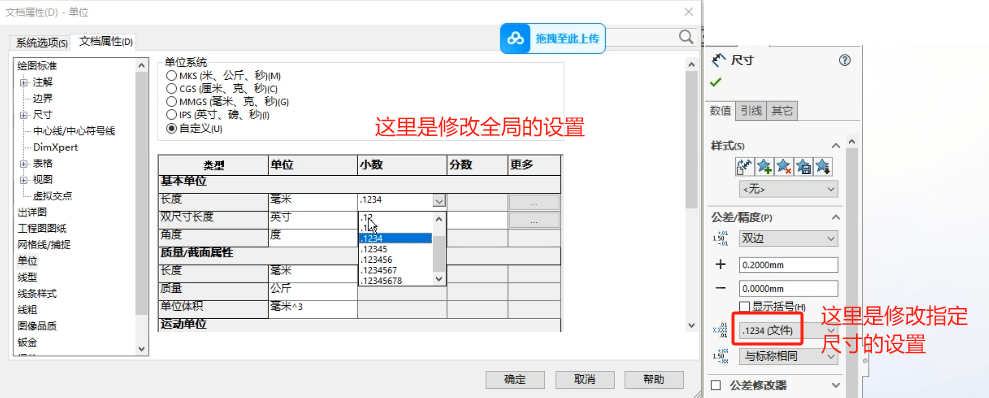 文档属性(D) - 单位
系统选项(S)
文档属性(D)
拖拽至此上传
绘图标准
注解
边界
尺寸
中心线/中心符号线
DimXpert
表格
视图
虚拟交点
出详图
工程图图纸
网格线/捕捉
单位
线型
线条样式
线粗
图像品质
钣金
单位系统
MKS (米、公斤、秒)(M)
CGS (厘米、克、秒)(C)
MMGS (毫米、克、秒)(G)
IPS (英寸、磅、秒)(I)
自定义(U)
这里是修改全局的设置
类型 单位 小数 分数 更多
基本单位
长度 毫米 .1234 ...
双尺寸长度 英寸 .12 ...
角度 度
.1234
.12345
.123456
.1234567
.12345678
质量/截面属性
长度 毫米
质量 公斤
单位体积 毫米^3
运动单位
确定 取消 帮助
尺寸
数值 引线 其它
样式(S)
<无>
公差/精度(P)
双边
+ 0.2000mm
- 0.0000mm
显示括号(H)
.1234 (文件)
与标称相同
公差修改器
这里是修改指定
尺寸的设置